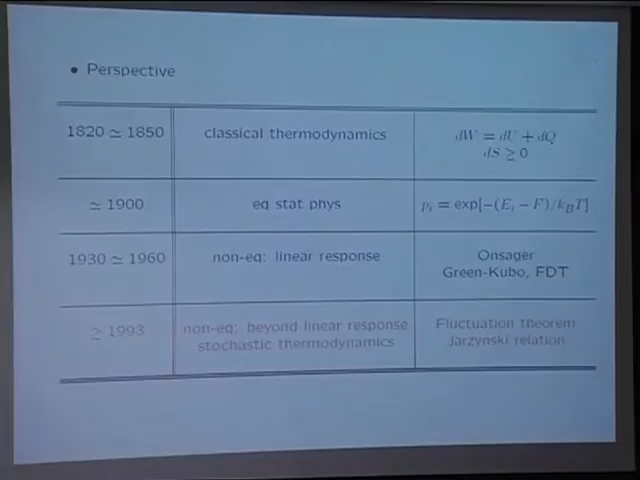 • Perspective
1820 ≃ 1850 classical thermodynamics dW = dU + dQ
dS ≥ 0
≃ 1900 eq stat phys p_i = exp[−(E_i − F)/k_BT]
1930 ≃ 1960 non-eq: linear response Onsager
Green-Kubo, FDT
≥ 1993 non-eq: beyond linear response Fluctuation theorem
stochastic thermodynamics Jarzynski relation